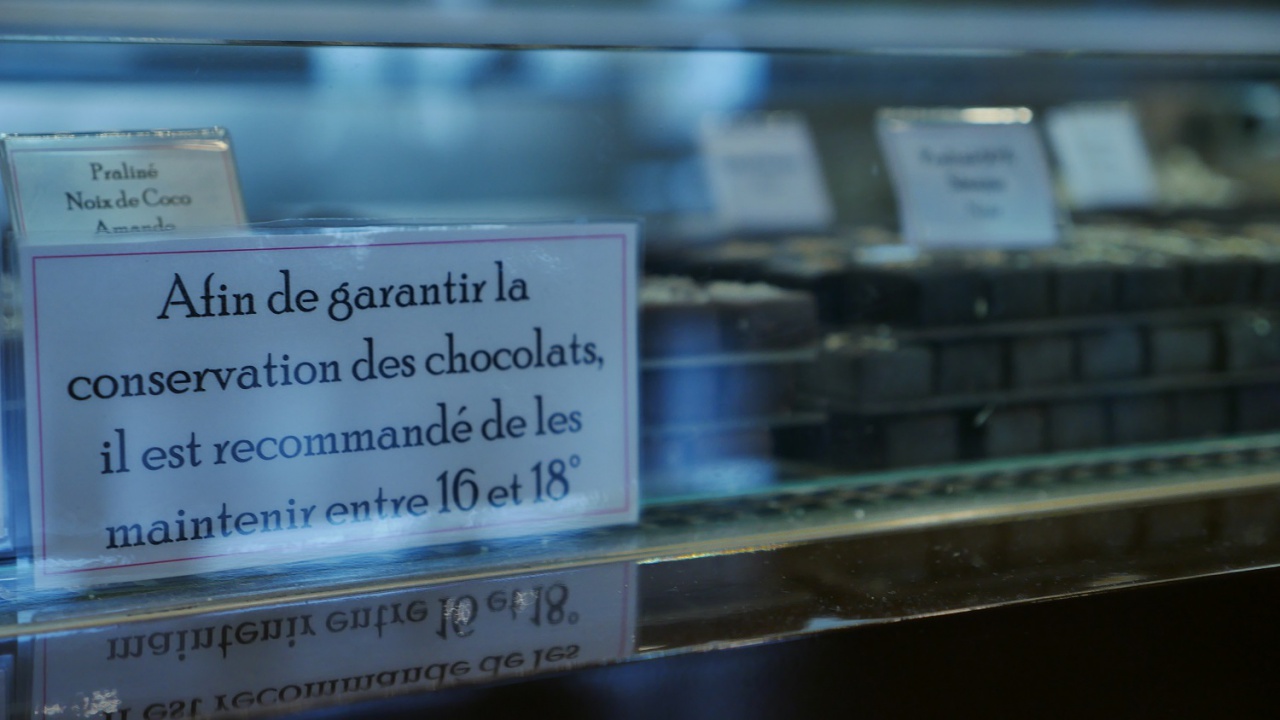 Praliné
Noix de Coco
Amande
Afin de garantir la
conservation des chocolats,
il est recommandé de les
maintenir entre 16 et 18°